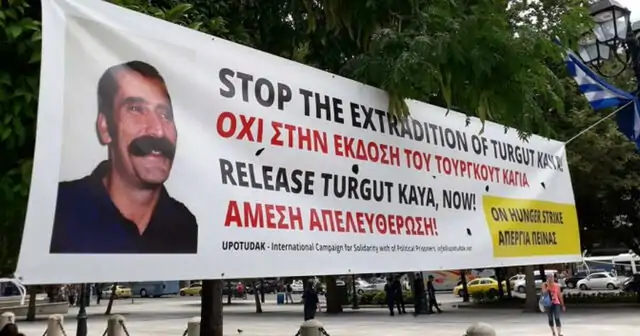 STOP THE EXTRADITION OF TURGUT KAYA!
ΟΧΙ ΣΤΗΝ ΕΚΔΟΣΗ ΤΟΥ ΤΟΥΡΓΚΟΥΤ ΚΑΓΙΑ
RELEASE TURGUT KAYA, NOW!
ΑΜΕΣΗ ΑΠΕΛΕΥΘΕΡΩΣΗ!
ON HUNGER STRIKE
ΑΠΕΡΓΙΑ ΠΕΙΝΑΣ
UPOTUDAK - International Campaign for Solidarity with of Political Prisoners,